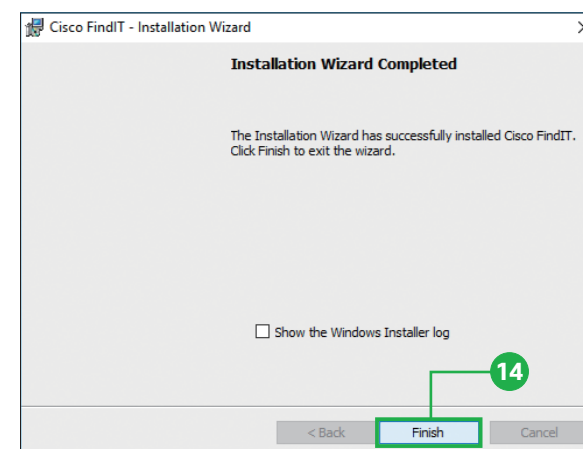 Cisco FindIT - Installation Wizard
Installation Wizard Completed
The Installation Wizard has successfully installed Cisco FindIT.
Click Finish to exit the wizard.
Show the Windows Installer log
14
< Back Finish Cancel